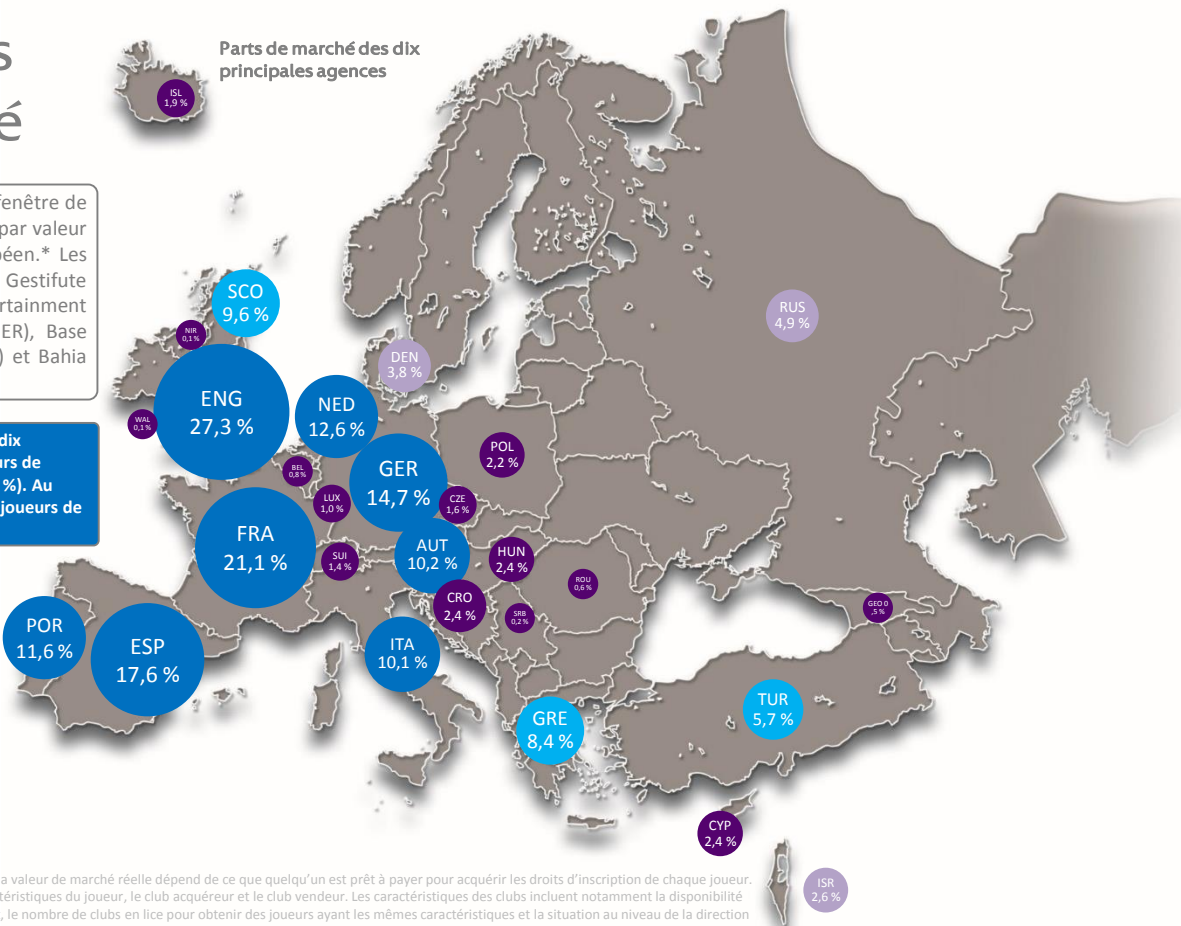 s
é
Parts de marché des dix
principales agences
fenêtre de
par valeur
péen.* Les
Gestifute
ertainment
ER), Base
) et Bahia
dix
urs de
%). Au
joueurs de
ISL
1,9 %
SCO
9,6 %
NIR
0,1 %
RUS
4,9 %
DEN
3,8 %
ENG
27,3 %
NED
12,6 %
WAL
0,1 %
POL
2,2 %
BEL
0,8 %
GER
14,7 %
LUX
1,0 %
CZE
1,6 %
FRA
21,1 %
SUI
1,4 %
AUT
10,2 %
HUN
2,4 %
ROU
0,6 %
CRO
2,4 %
SRB
0,2 %
GEO 0
,5 %
POR
11,6 %
ESP
17,6 %
ITA
10,1 %
GRE
8,4 %
TUR
5,7 %
CYP
2,4 %
ISR
2,6 %
a valeur de marché réelle dépend de ce que quelqu'un est prêt à payer pour acquérir les droits d'inscription de chaque joueur.
ctéristiques du joueur, le club acquéreur et le club vendeur. Les caractéristiques des clubs incluent notamment la disponibilité
, le nombre de clubs en lice pour obtenir des joueurs ayant les mêmes caractéristiques et la situation au niveau de la direction